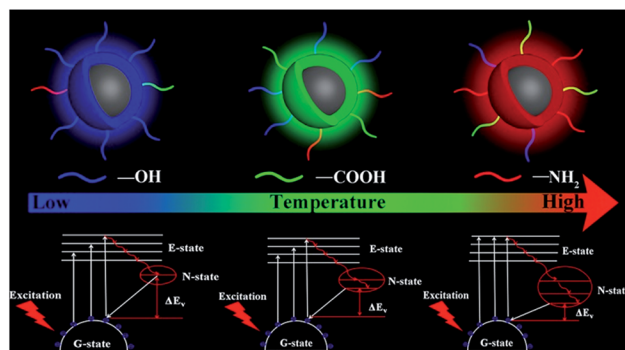 —OH
—COOH
—NH₂
Low
Temperature
High
E-state
N-state
Excitation
ΔEᵥ
G-state
E-state
N-state
Excitation
ΔEᵥ
G-state
E-state
N-state
Excitation
ΔEᵥ
G-state